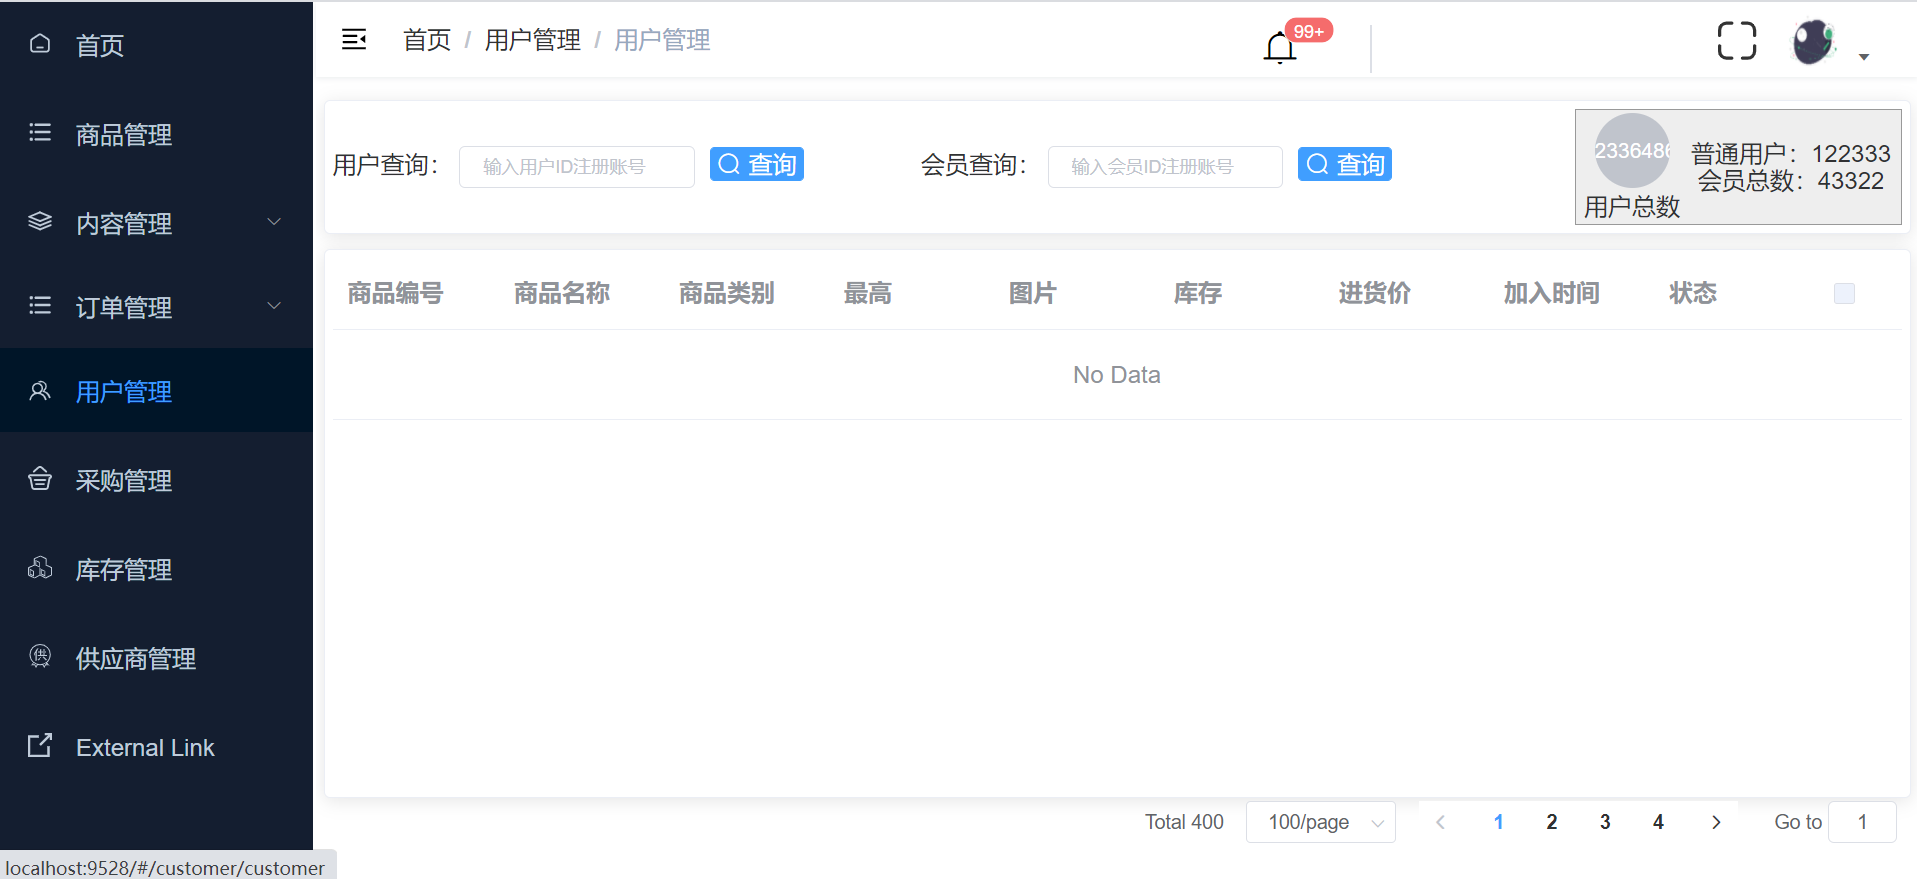 首页
商品管理
内容管理
订单管理
用户管理
采购管理
库存管理
供
供应商管理
External Link
首页 / 用户管理 / 用户管理
99+
用户查询： 输入用户ID注册账号 查询 会员查询： 输入会员ID注册账号 查询
2336486
用户总数
普通用户：122333
会员总数：43322
商品编号 商品名称 商品类别 最高 图片 库存 进货价 加入时间 状态
No Data
Total 400 100/page 1 2 3 4 Go to 1
localhost:9528/#/customer/customer